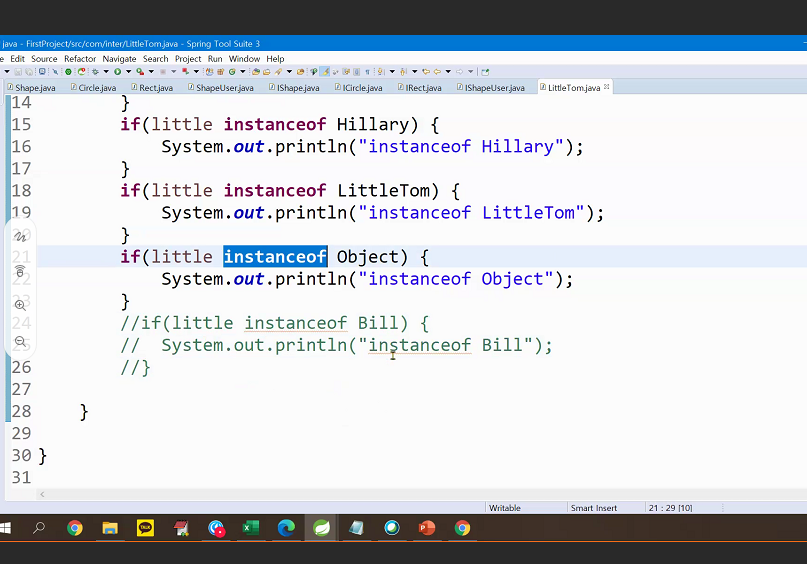 java - FirstProject/src/com/inter/LittleTom.java - Spring Tool Suite 3
e Edit Source Refactor Navigate Search Project Run Window Help
Shape.java Circle.java Rect.java ShapeUser.java IShape.java ICircle.java IRect.java IShapeUser.java LittleTom.java
14 }
15 if(little instanceof Hillary) {
16 System.out.println("instanceof Hillary");
17 }
18 if(little instanceof LittleTom) {
19 System.out.println("instanceof LittleTom");
20 }
21 if(little instanceof Object) {
22 System.out.println("instanceof Object");
23 }
24 //if(little instanceof Bill) {
25 // System.out.println("instanceof Bill");
26 //}
27
28 }
29
30 }
31
Writable Smart Insert 21 : 29 [10]
TALK